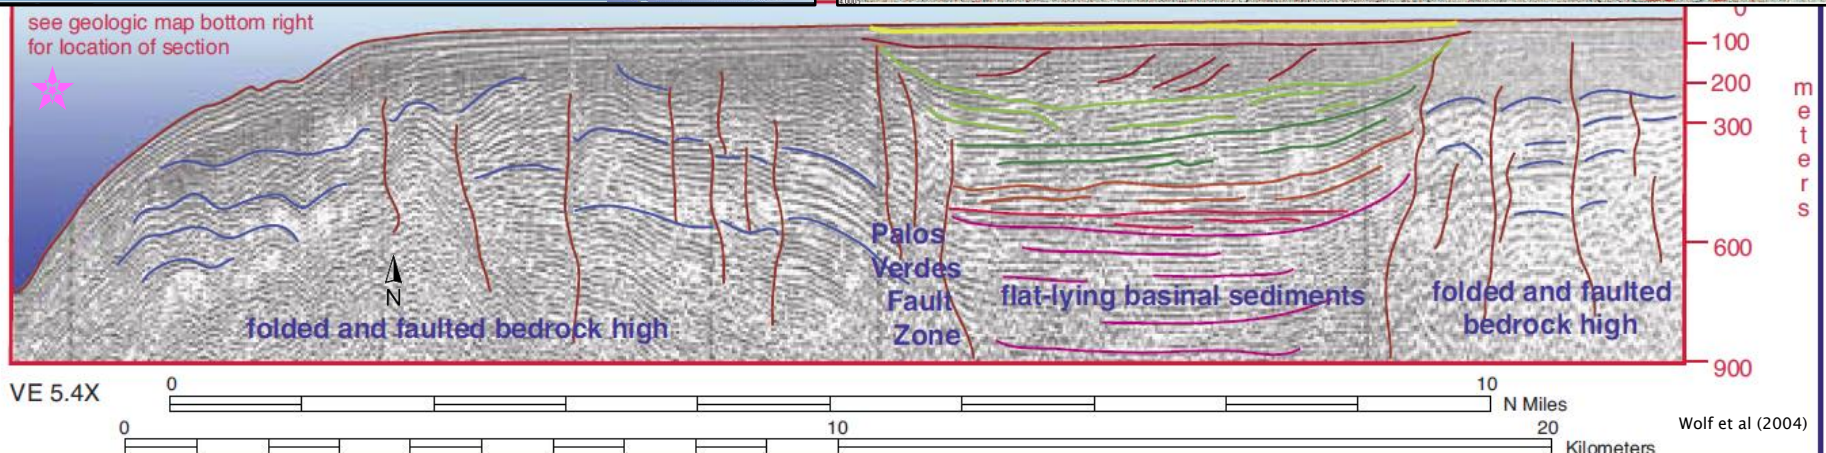 see geologic map bottom right
for location of section
0
100
200
300
600
900
meters
N
folded and faulted bedrock high
Palos
Verdes
Fault
Zone
flat-lying basinal sediments
folded and faulted
bedrock high
VE 5.4X
0 10
N Miles
0 10 20
Kilometers
Wolf et al (2004)